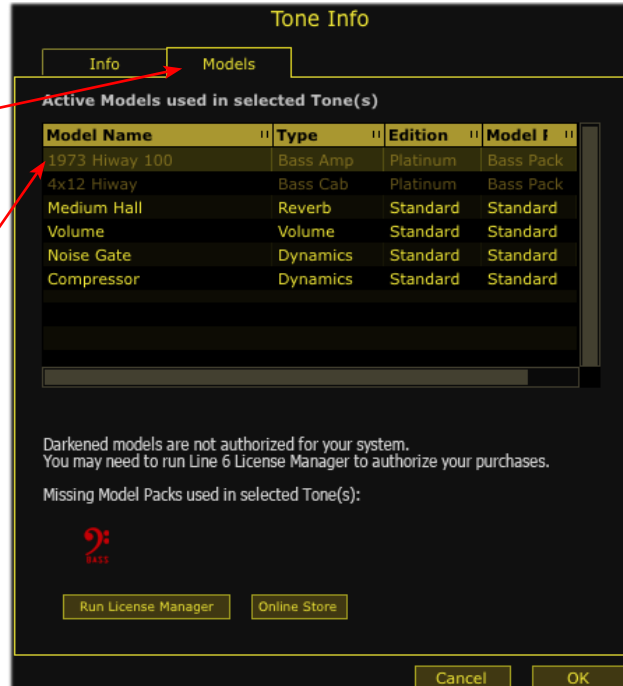 Tone Info
Info Models
Active Models used in selected Tone(s)
Model Name Type Edition Model F
1973 Hiway 100 Bass Amp Platinum Bass Pack
4x12 Hiway Bass Cab Platinum Bass Pack
Medium Hall Reverb Standard Standard
Volume Volume Standard Standard
Noise Gate Dynamics Standard Standard
Compressor Dynamics Standard Standard
Darkened models are not authorized for your system.
You may need to run Line 6 License Manager to authorize your purchases.
Missing Model Packs used in selected Tone(s):
BASS
Run License Manager Online Store
Cancel OK